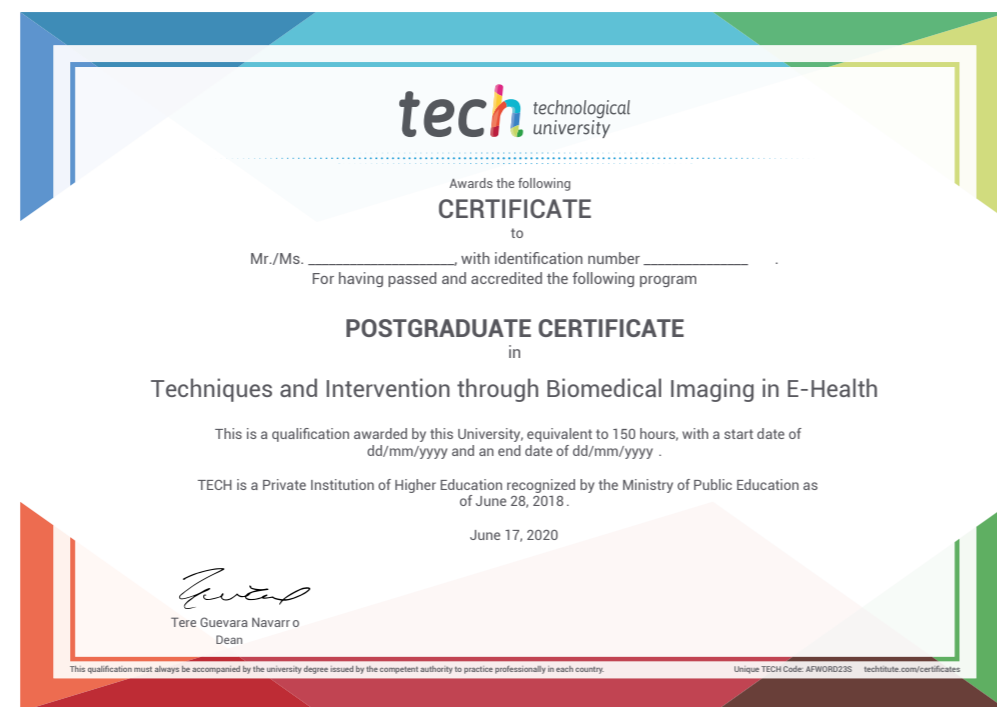 tech technological
university
Awards the following
CERTIFICATE
to
Mr./Ms. ____________________, with identification number ______________ .
For having passed and accredited the following program
POSTGRADUATE CERTIFICATE
in
Techniques and Intervention through Biomedical Imaging in E-Health
This is a qualification awarded by this University, equivalent to 150 hours, with a start date of
dd/mm/yyyy and an end date of dd/mm/yyyy .
TECH is a Private Institution of Higher Education recognized by the Ministry of Public Education as
of June 28, 2018.
June 17, 2020
Tere Guevara Navarro
Dean
This qualification must always be accompanied by the university degree issued by the competent authority to practice professionally in each country.
Unique TECH Code: AFWORD23S techtitute.com/certificates